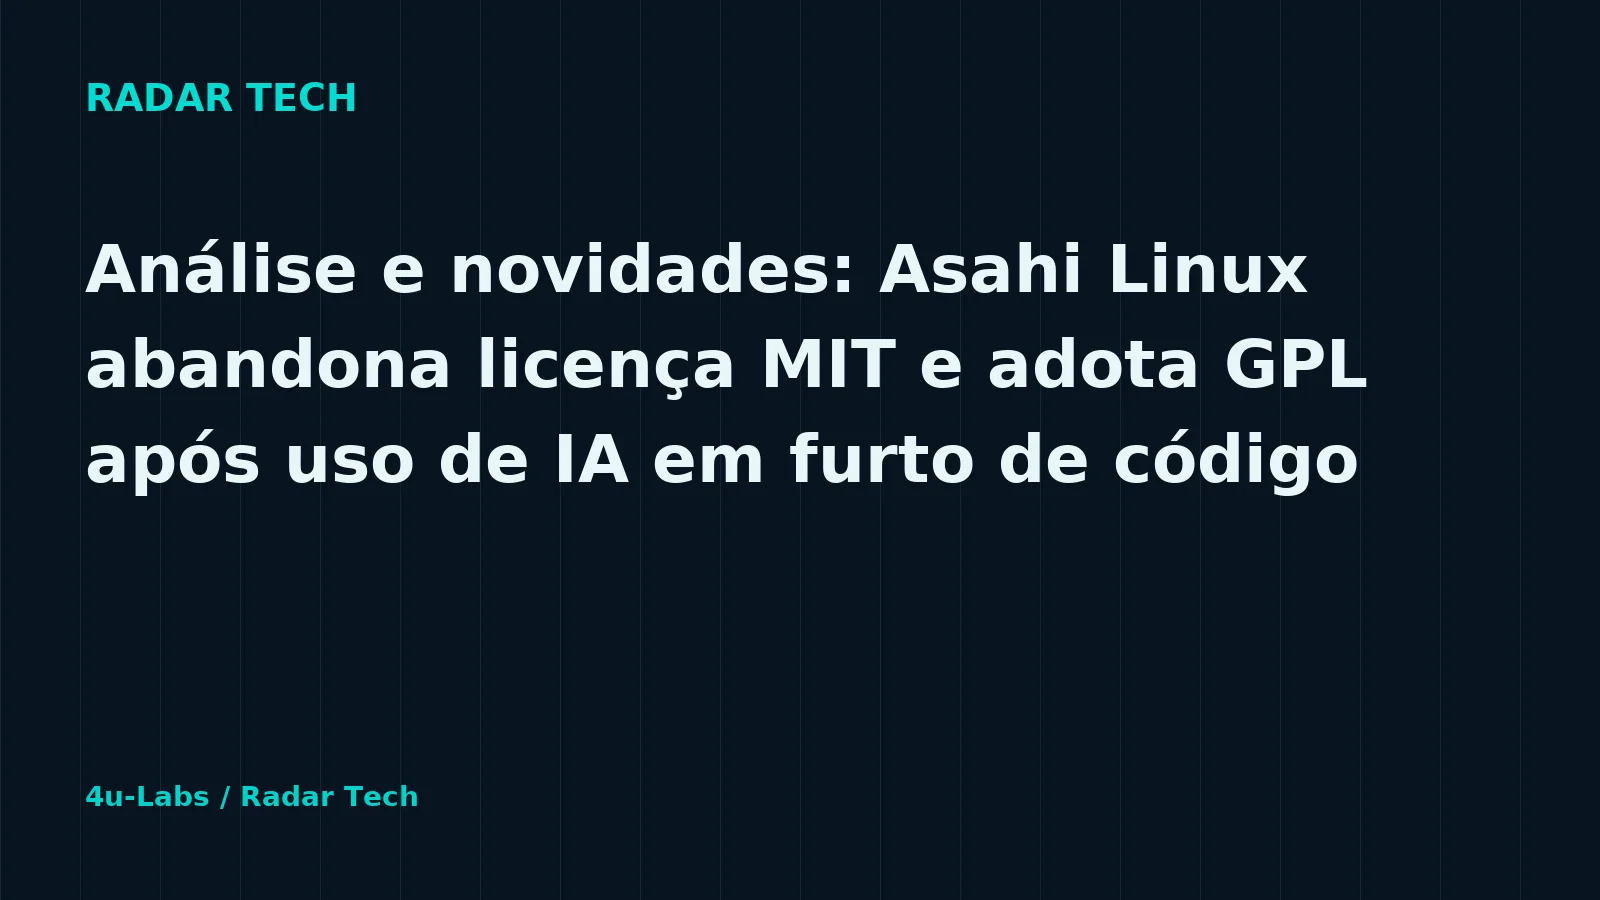 RADAR TECH
Análise e novidades: Asahi Linux
abandona licença MIT e adota GPL
após uso de IA em furto de código
4u-Labs / Radar Tech